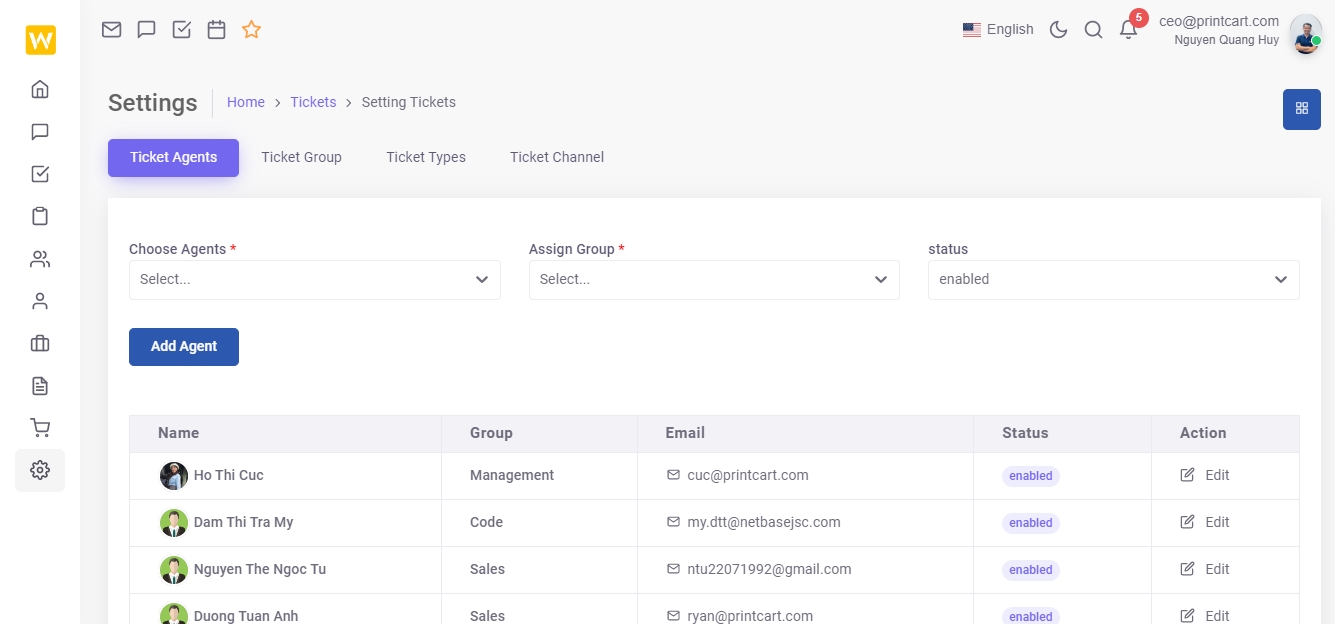 W
English
5
ceo@printcart.com
Nguyen Quang Huy
Settings
Home > Tickets > Setting Tickets
Ticket Agents Ticket Group Ticket Types Ticket Channel
Choose Agents * Assign Group * status
Select... Select... enabled
Add Agent
Name Group Email Status Action
Ho Thi Cuc Management cuc@printcart.com enabled Edit
Dam Thi Tra My Code my.dtt@netbasejsc.com enabled Edit
Nguyen The Ngoc Tu Sales ntu22071992@gmail.com enabled Edit
Duong Tuan Anh Sales ryan@printcart.com enabled Edit